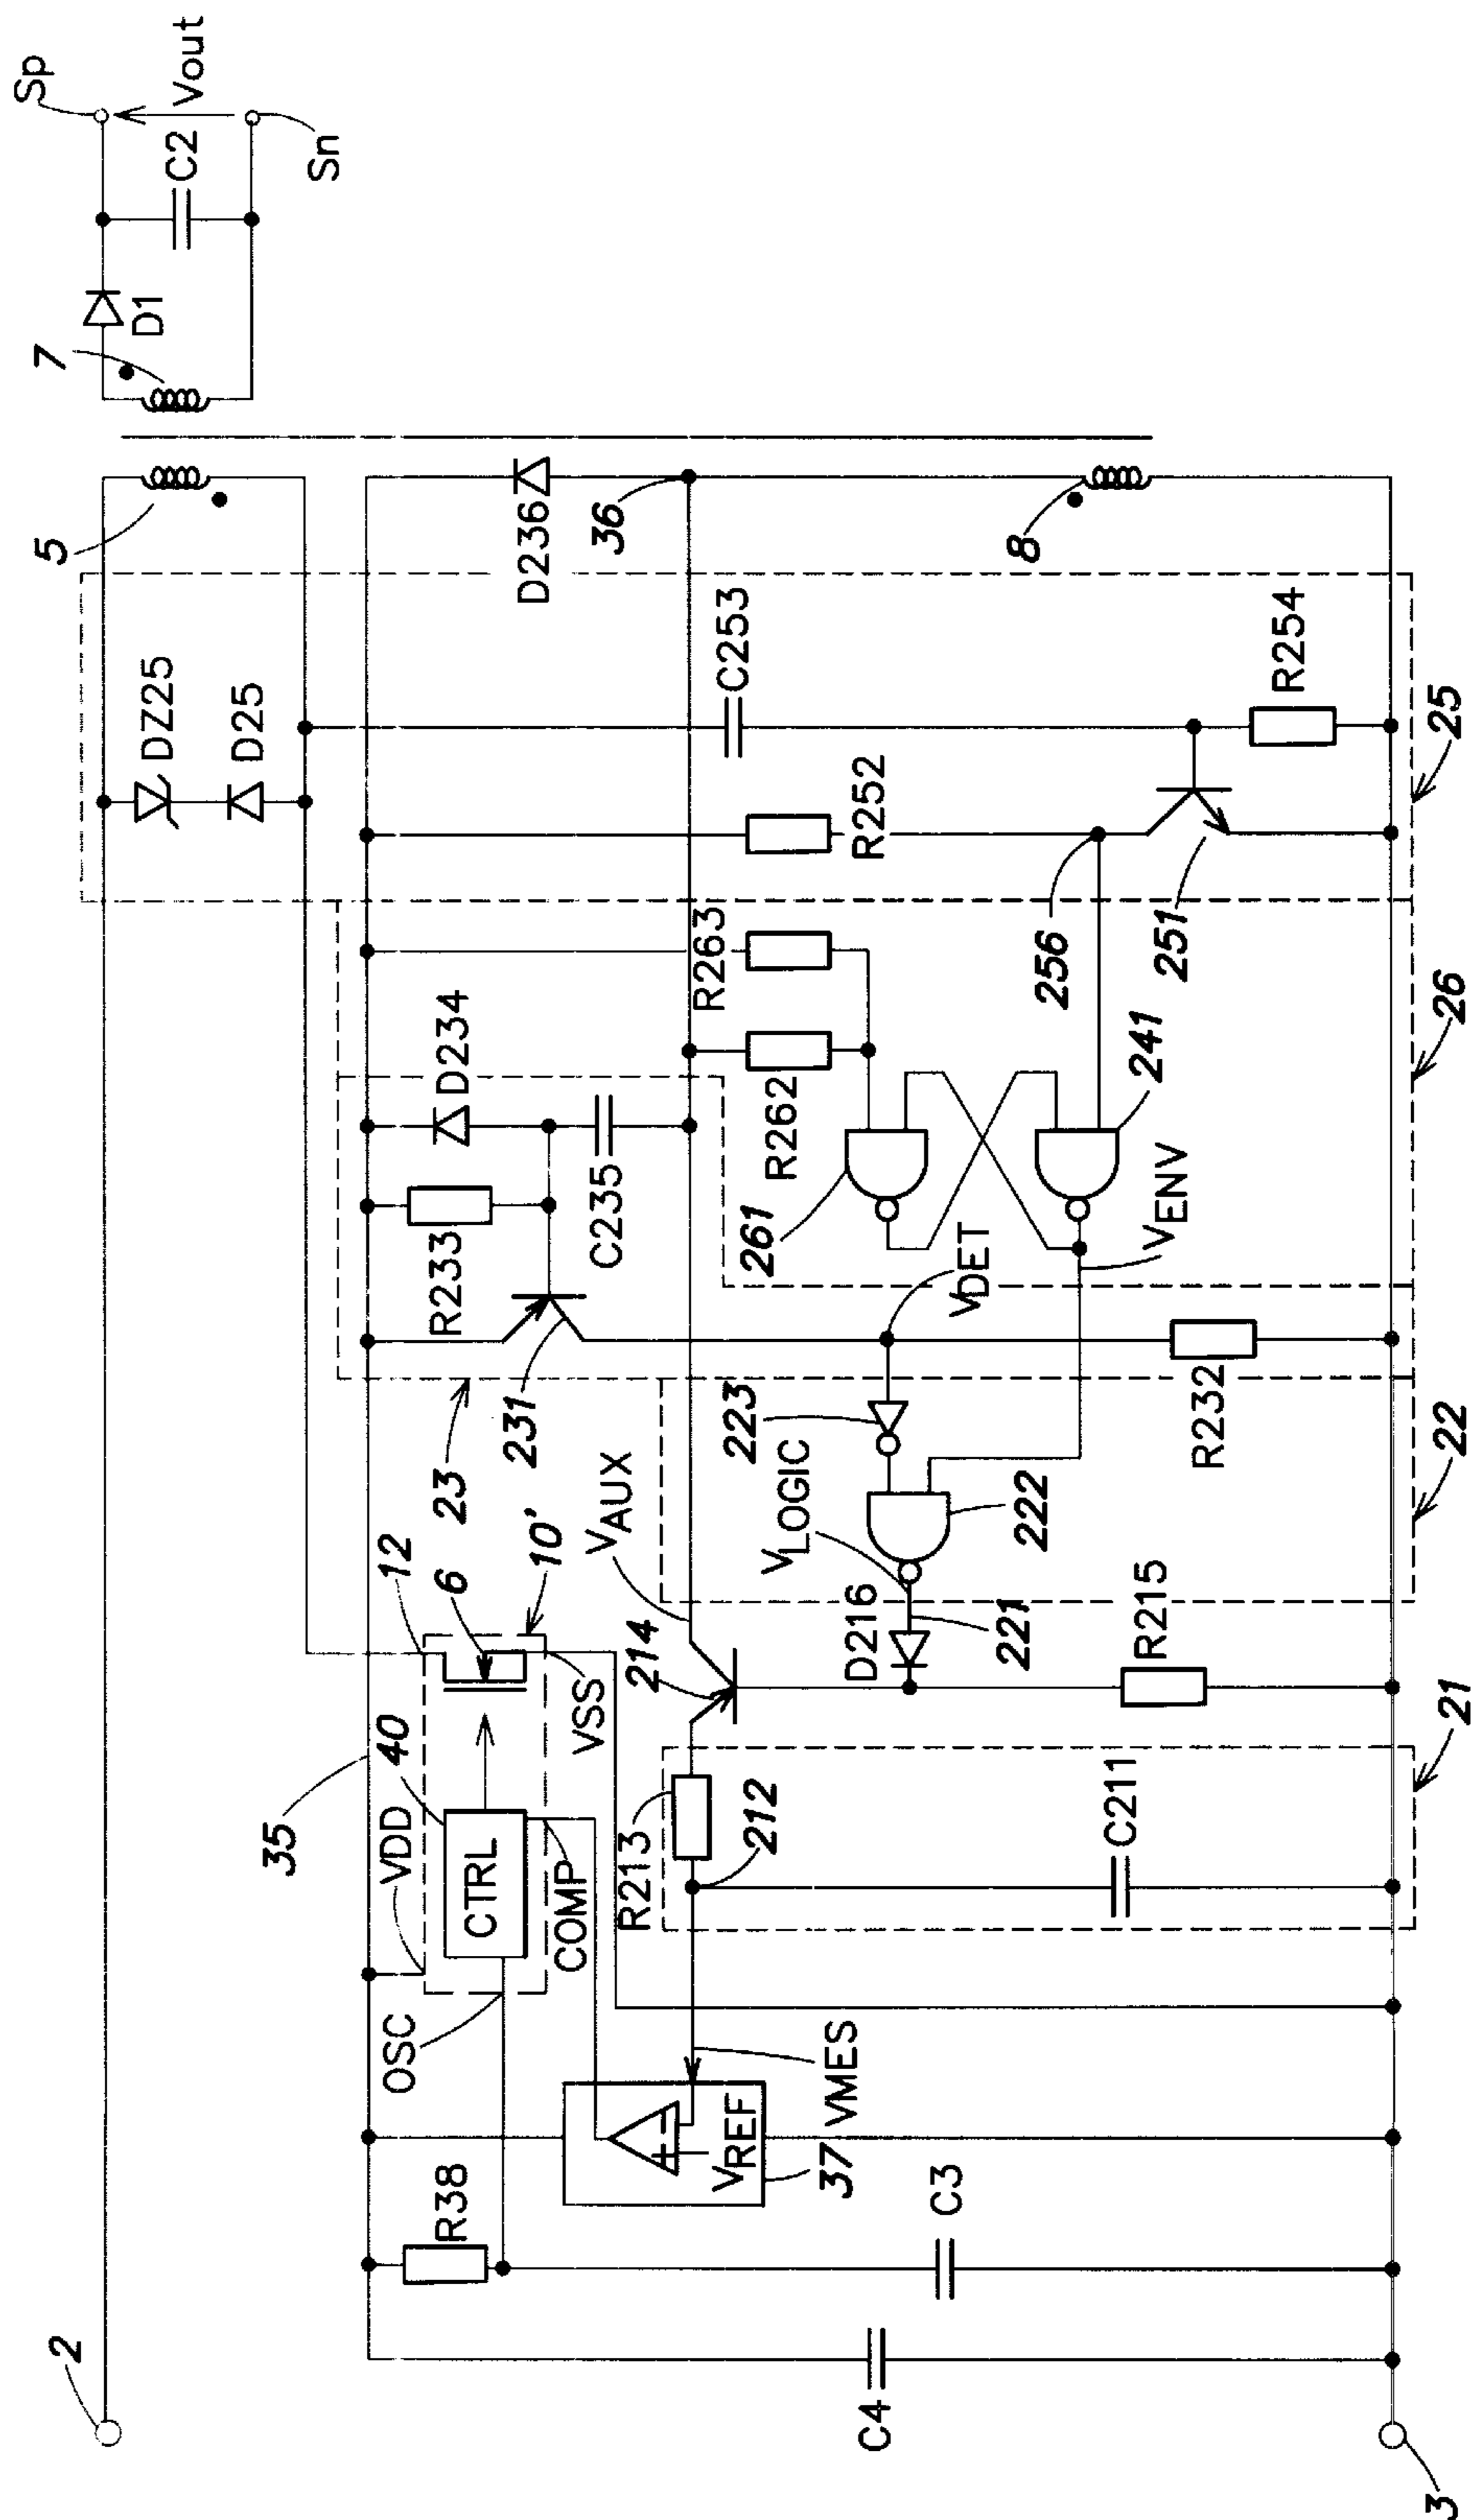 2
5
7
Sp
D1
C2
Vout
Sn
DZ25
D25
35
VDD
40
12
6
10'
23
D234
R233
231
C235
D236
36
OSC
CTRL
COMP
VSS
R38
214
VAUX
R263
R262
C253
R252
R213
212
VREF
37
VMES
D216
VLOGIC
223
VDET
261
256
8
C4
C3
221
222
VENV
241
251
R254
C211
R215
R232
3
21
22
26
25